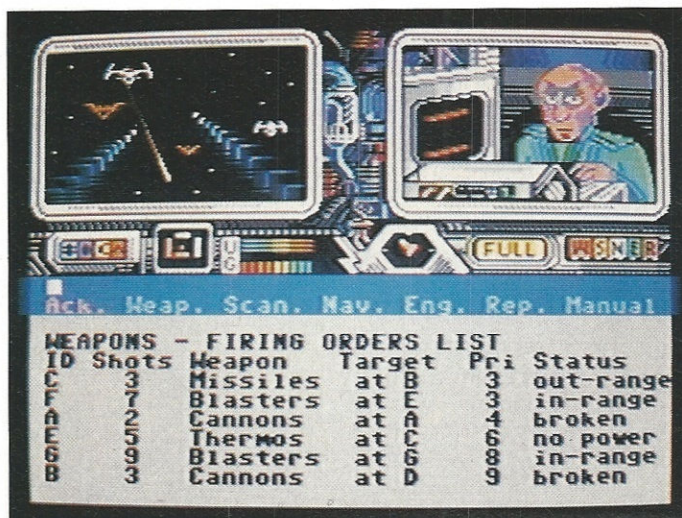 U
G
FULL
WSNER
Ack. Weap. Scan. Nav. Eng. Rep. Manual
WEAPONS - FIRING ORDERS LIST
ID Shots Weapon Target Pri Status
C 3 Missiles at B 3 out-range
F 7 Blasters at E 3 in-range
A 2 Cannons at A 4 broken
E 5 Thermos at C 6 no power
G 9 Blasters at G 8 in-range
B 3 Cannons at D 9 broken